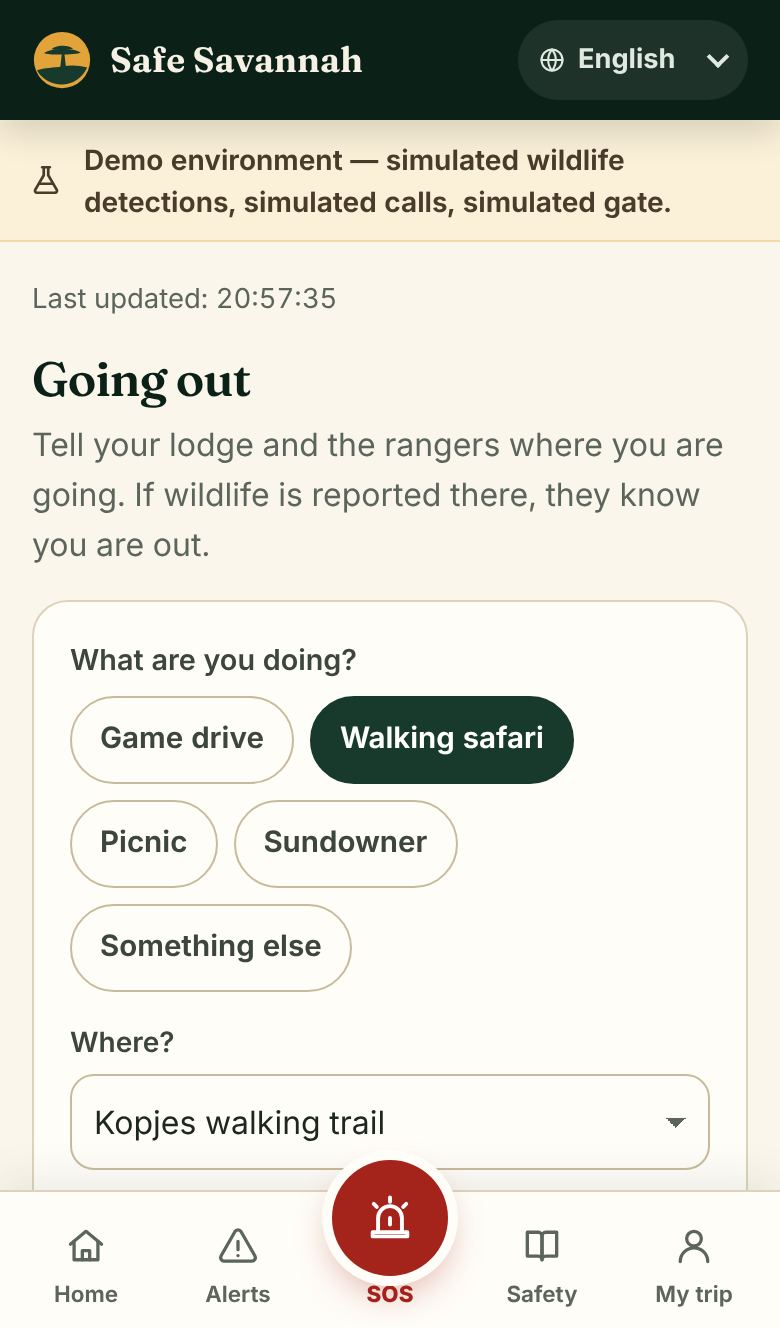 Safe Savannah
English
Demo environment — simulated wildlife
detections, simulated calls, simulated gate.
Last updated: 20:57:35
Going out
Tell your lodge and the rangers where you are
going. If wildlife is reported there, they know
you are out.
What are you doing?
Game drive
Walking safari
Picnic
Sundowner
Something else
Where?
Kopjes walking trail
Home
Alerts
SOS
Safety
My trip